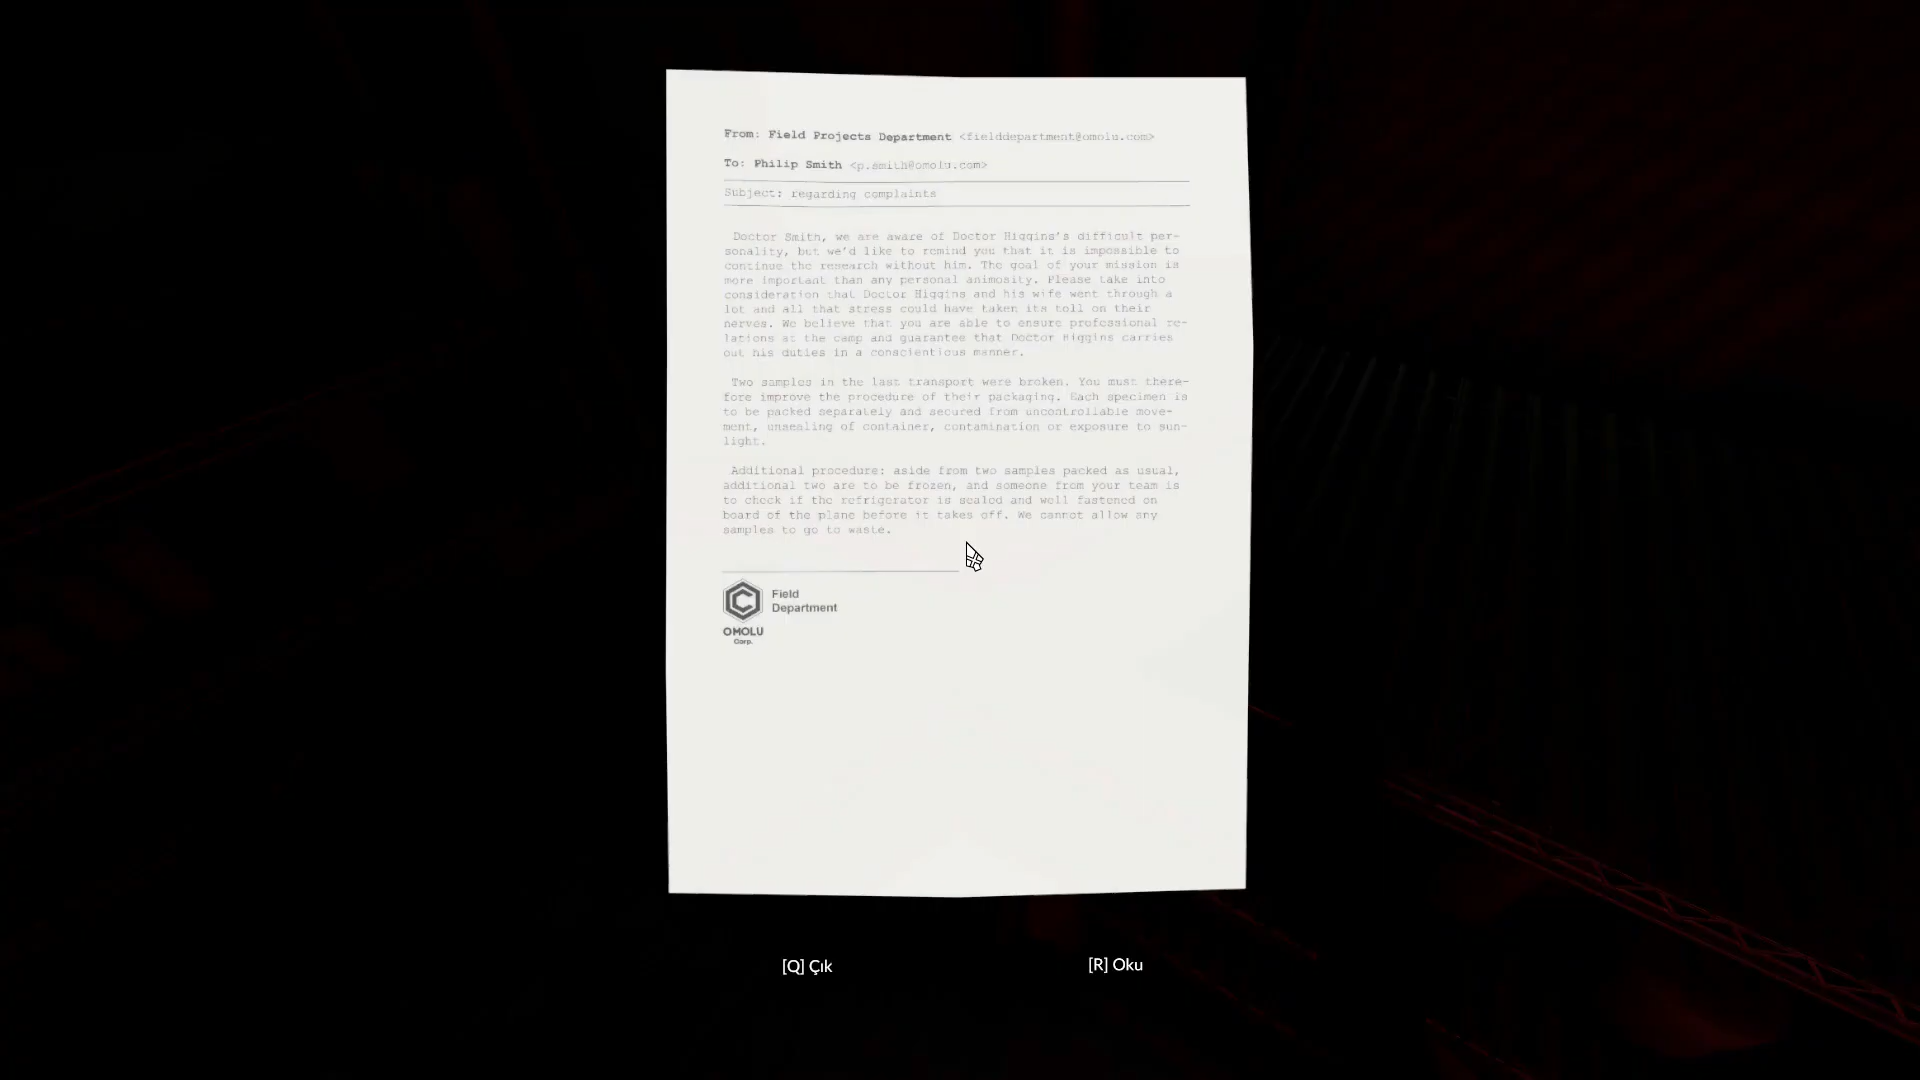 From: Field Projects Department <fielddepartment@omolu.com>
To: Philip Smith <p.smith@omolu.com>
Subject: regarding complaints
Doctor Smith, we are aware of Doctor Higgins's difficult per-
sonality, but we'd like to remind you that it is impossible to
continue the research without him. The goal of your mission is
more important than any personal animosity. Please take into
consideration that Doctor Higgins and his wife went through a
lot and all that stress could have taken its toll on their
nerves. We believe that you are able to ensure professional re-
lations at the camp and guarantee that Doctor Higgins carries
out his duties in a conscientious manner.
Two samples in the last transport were broken. You must there-
fore improve the procedure of their packaging. Each specimen is
to be packed separately and secured from uncontrollable move-
ment, unsealing of container, contamination or exposure to sun-
light.
Additional procedure: aside from two samples packed as usual,
additional two are to be frozen, and someone from your team is
to check if the refrigerator is sealed and well fastened on
board of the plane before it takes off. We cannot allow any
samples to go to waste.
Field
Department
OMOLU
Corp.
[Q] Çık
[R] Oku